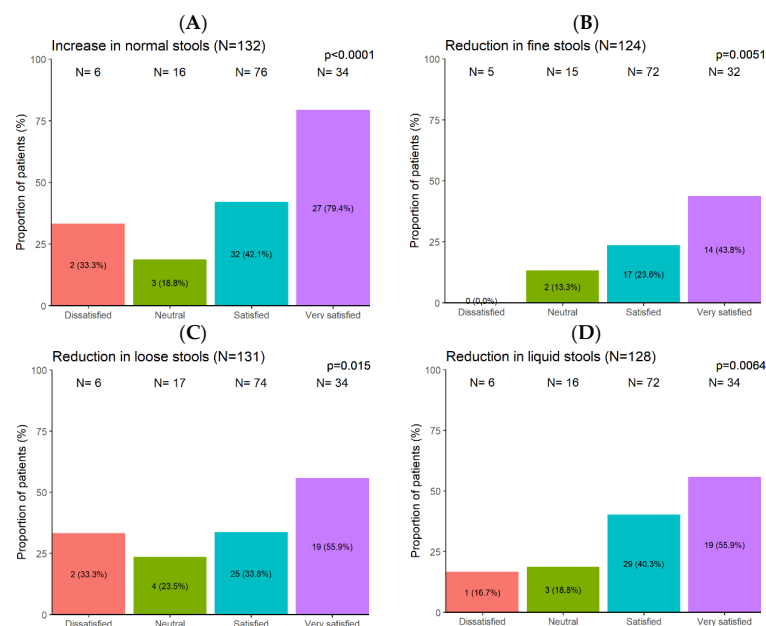 (A)
Increase in normal stools (N=132)
p<0.0001
N= 6 N= 16 N= 76 N= 34
Proportion of patients (%)
100
75
50
25
0
2 (33.3%)
3 (18.8%)
32 (42.1%)
27 (79.4%)
Dissatisfied Neutral Satisfied Very satisfied
(B)
Reduction in fine stools (N=124)
p=0.0051
N= 5 N= 15 N= 72 N= 32
Proportion of patients (%)
100
75
50
25
0
0 (0.0%)
2 (13.3%)
17 (23.6%)
14 (43.8%)
Dissatisfied Neutral Satisfied Very satisfied
(C)
Reduction in loose stools (N=131)
p=0.015
N= 6 N= 17 N= 74 N= 34
Proportion of patients (%)
100
75
50
25
0
2 (33.3%)
4 (23.5%)
25 (33.8%)
19 (55.9%)
Dissatisfied Neutral Satisfied Very satisfied
(D)
Reduction in liquid stools (N=128)
p=0.0064
N= 6 N= 16 N= 72 N= 34
Proportion of patients (%)
100
75
50
25
0
1 (16.7%)
3 (18.8%)
29 (40.3%)
19 (55.9%)
Dissatisfied Neutral Satisfied Very satisfied